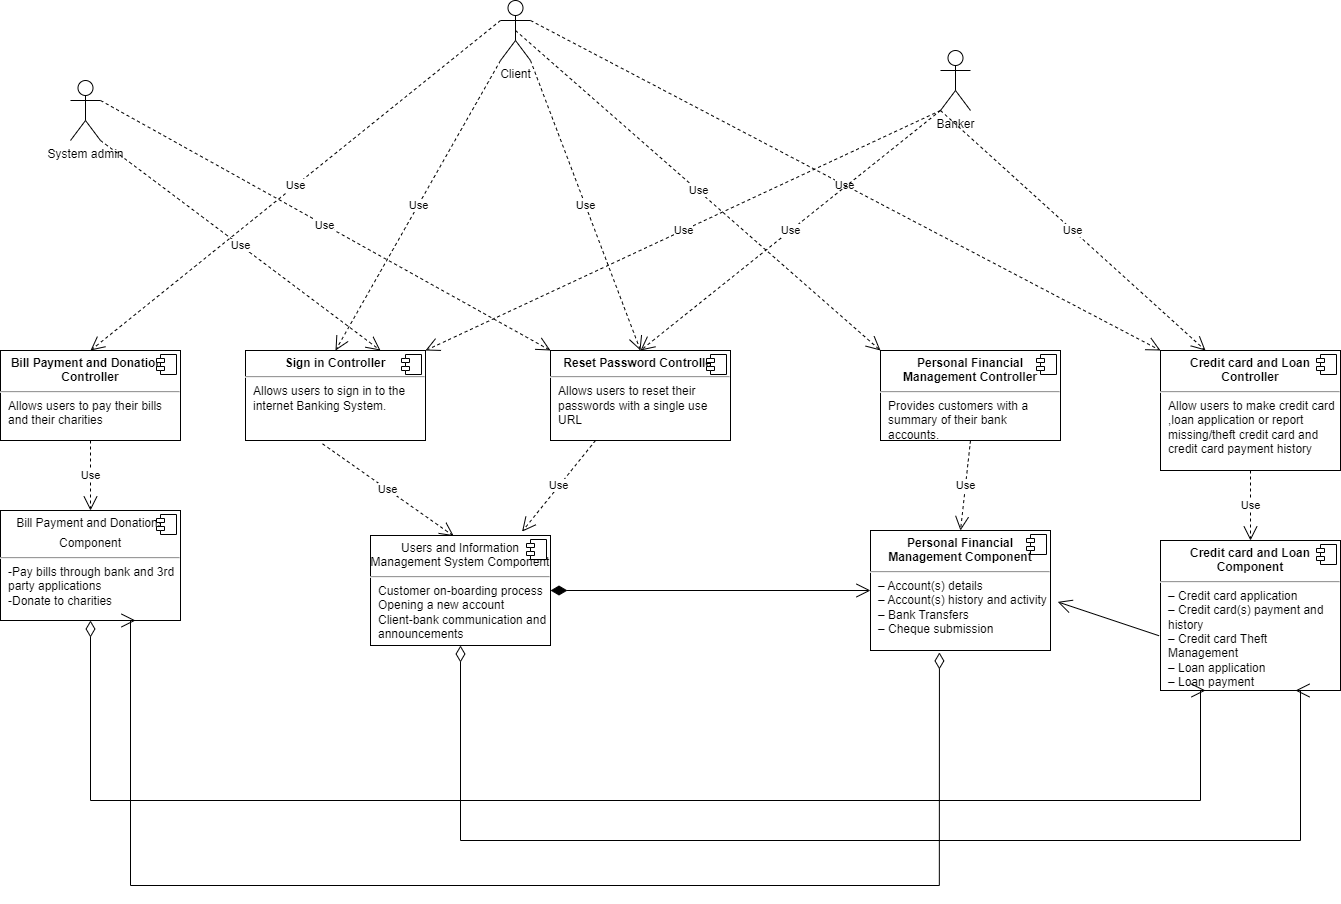 Client
Banker
System admin
Use
Use
Use
Use
Use
Use
Use
Use
Use
Use
Bill Payment and Donation
Controller
Allows users to pay their bills
and their charities
Sign in Controller
Allows users to sign in to the
internet Banking System.
Reset Password Controlle
Allows users to reset their
passwords with a single use
URL
Personal Financial
Management Controller
Provides customers with a
summary of their bank
accounts.
Credit card and Loan
Controller
Allow users to make credit card
,loan application or report
missing/theft credit card and
credit card payment history
Use
Use
Use
Use
Use
Bill Payment and Donation
Component
-Pay bills through bank and 3rd
party applications
-Donate to charities
Users and Information
Management System Component
Customer on-boarding process
Opening a new account
Client-bank communication and
announcements
Personal Financial
Management Component
– Account(s) details
– Account(s) history and activity
– Bank Transfers
– Cheque submission
Credit card and Loan
Component
– Credit card application
– Credit card(s) payment and
history
– Credit card Theft
Management
– Loan application
– Loan payment